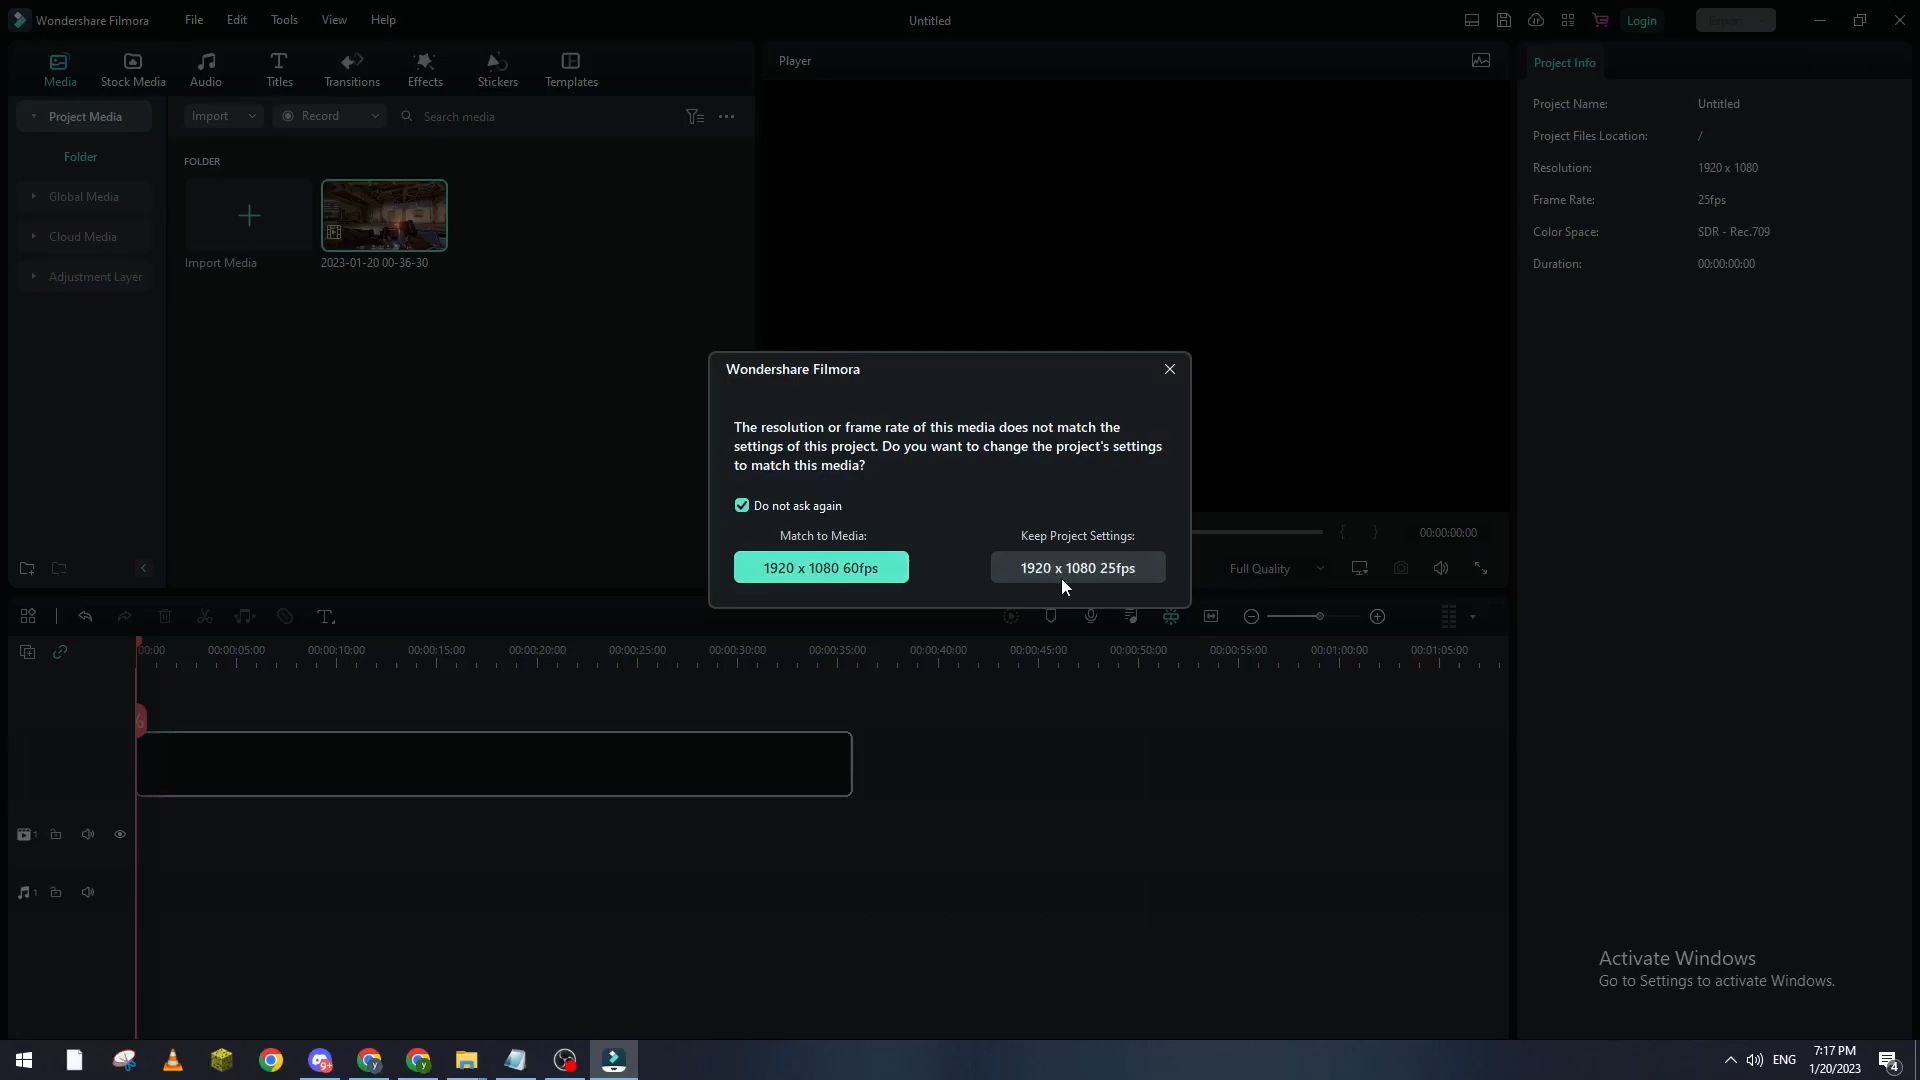 Wondershare Filmora
File
Edit
Tools
View
Help
Untitled
Login
Export
Media
Stock Media
Audio
Titles
Transitions
Effects
Stickers
Templates
Player
Project Info
Project Media
Import
Record
Search media
Folder
FOLDER
Global Media
Cloud Media
Adjustment Layer
Import Media
2023-01-20 00-36-30
Project Name:
Untitled
Project Files Location:
/
Resolution:
1920 x 1080
Frame Rate:
25fps
Color Space:
SDR - Rec.709
Duration:
00:00:00:00
Wondershare Filmora
The resolution or frame rate of this media does not match the
settings of this project. Do you want to change the project's settings
to match this media?
Do not ask again
Match to Media:
Keep Project Settings:
1920 x 1080 60fps
1920 x 1080 25fps
00:00:00:00
Full Quality
00:00
00:00:05:00
00:00:10:00
00:00:15:00
00:00:20:00
00:00:25:00
00:00:30:00
00:00:35:00
00:00:40:00
00:00:45:00
00:00:50:00
00:00:55:00
00:01:00:00
00:01:05:00
1
1
Activate Windows
Go to Settings to activate Windows.
9+
y
y
ENG
7:17 PM
1/20/2023
4